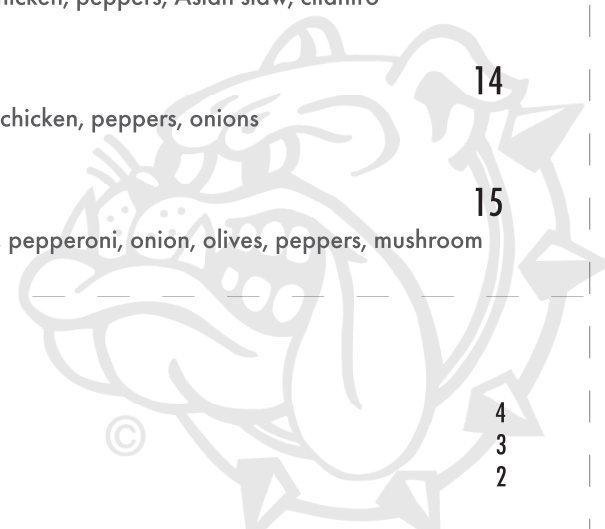 chicken, peppers, Asian slaw, cilantro
14
chicken, peppers, onions
15
, pepperoni, onion, olives, peppers, mushroom
4
3
2
©